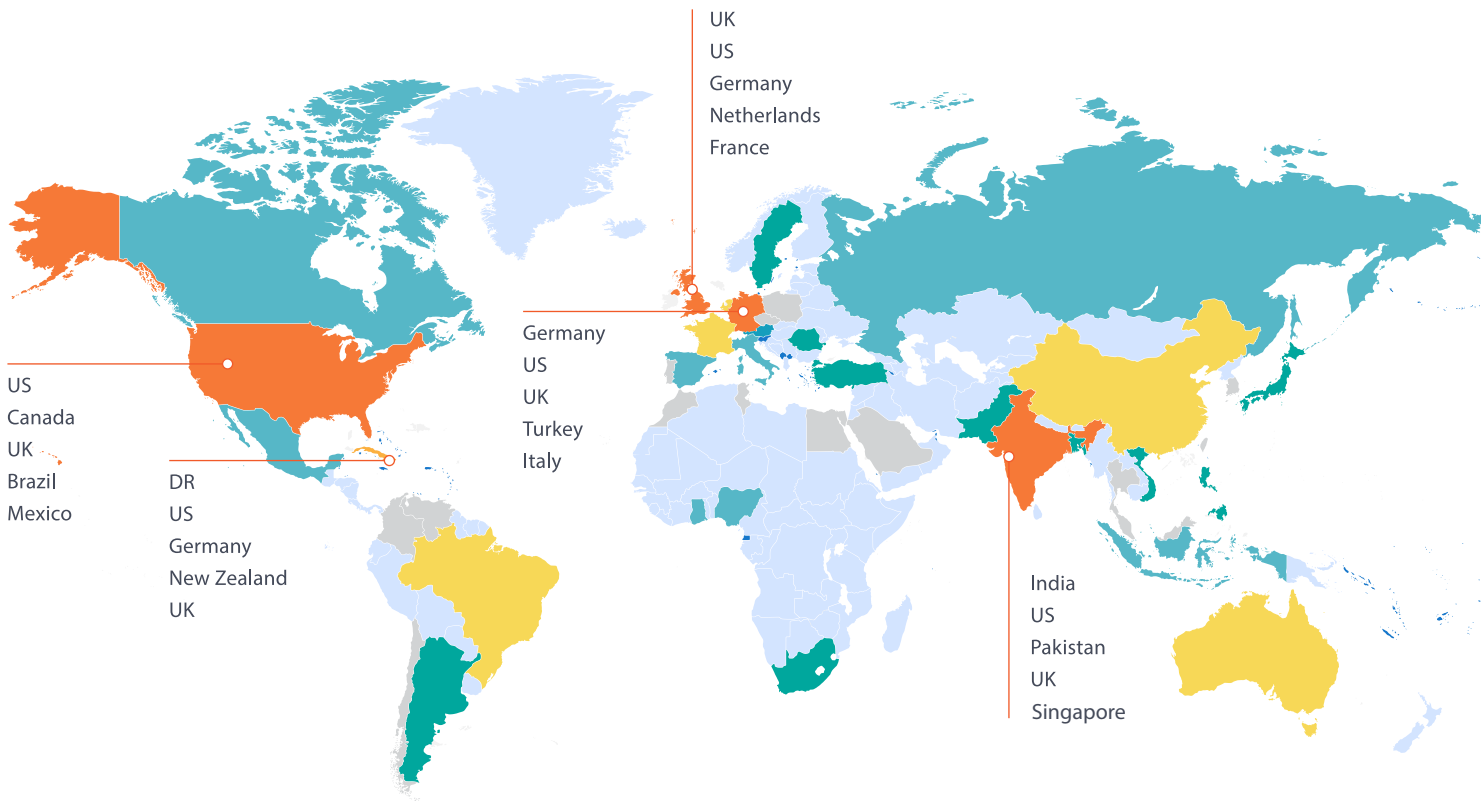 UK
US
Germany
Netherlands
France
Germany
US
UK
Turkey
Italy
US
Canada
UK
Brazil
Mexico
DR
US
Germany
New Zealand
UK
India
US
Pakistan
UK
Singapore